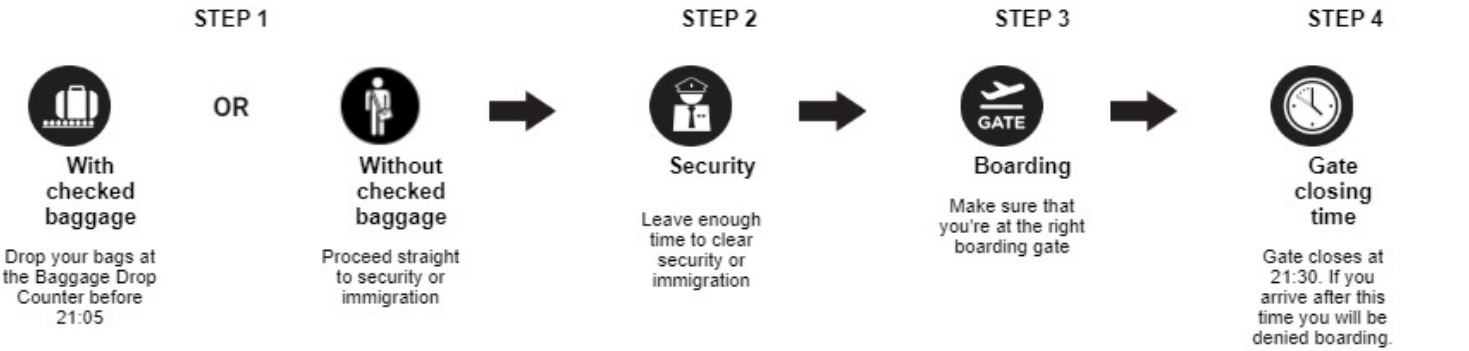 STEP 1
STEP 2
STEP 3
STEP 4
OR
GATE
With
checked
baggage
Drop your bags at
the Baggage Drop
Counter before
21:05
Without
checked
baggage
Proceed straight
to security or
immigration
Security
Leave enough
time to clear
security or
immigration
Boarding
Make sure that
you're at the right
boarding gate
Gate
closing
time
Gate closes at
21:30. If you
arrive after this
time you will be
denied boarding.